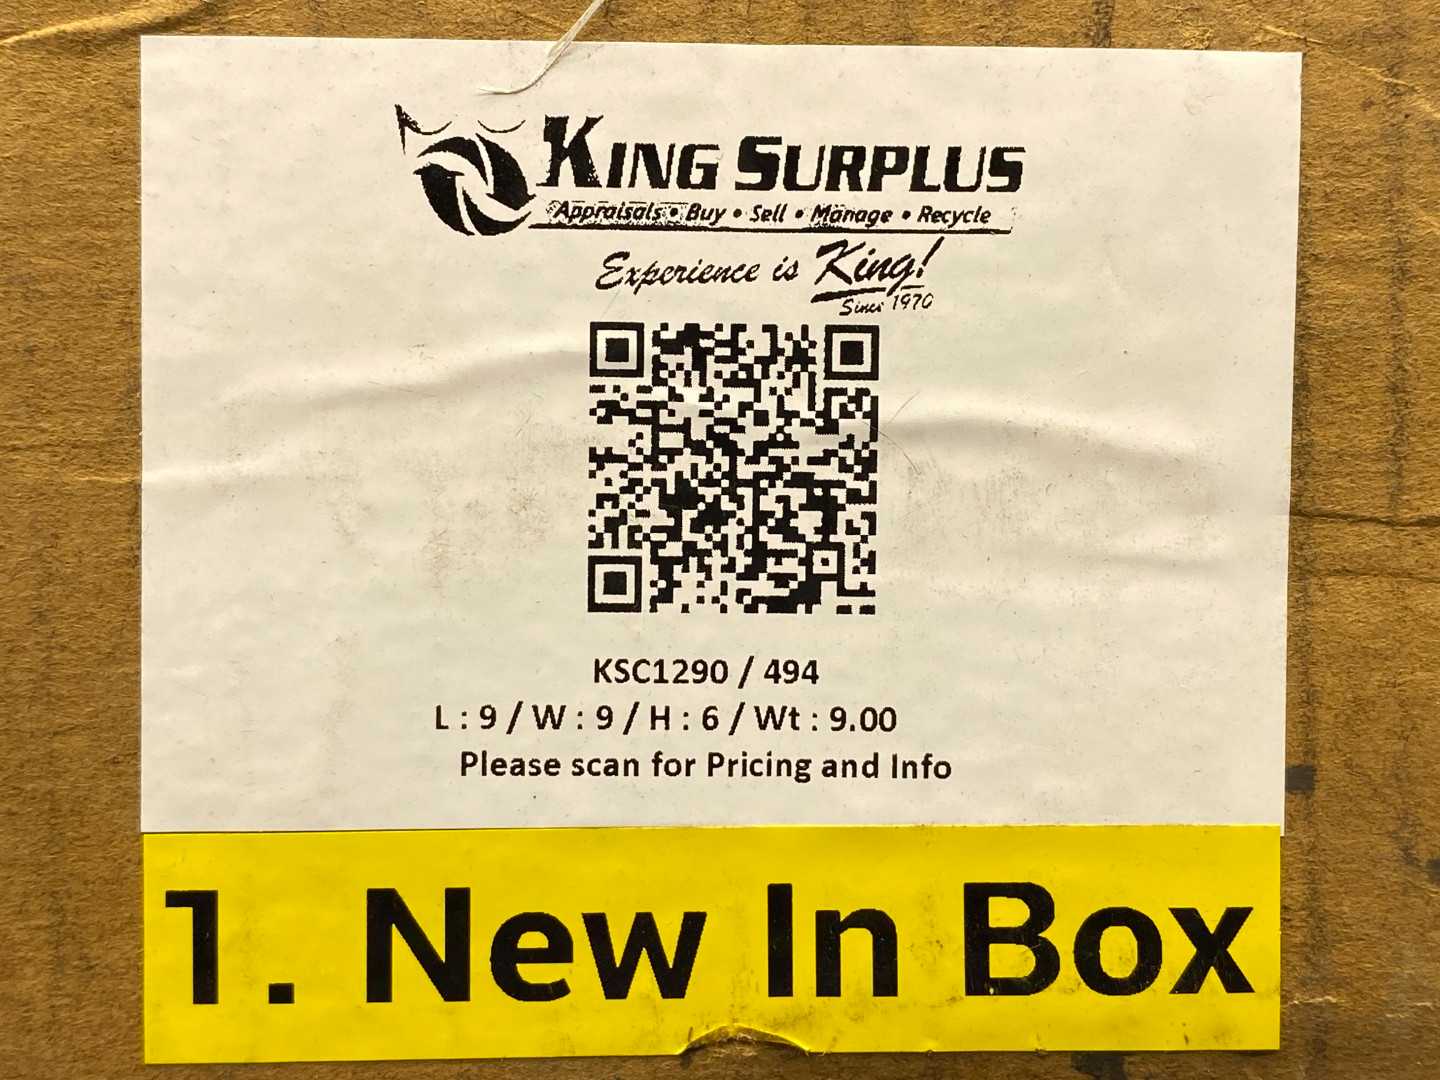 KING SURPLUS
Appraisals • Buy • Sell • Manage • Recycle
Experience is King!
Since 1970
KSC1290 / 494
L : 9 / W : 9 / H : 6 / Wt : 9.00
Please scan for Pricing and Info
1. New In Box